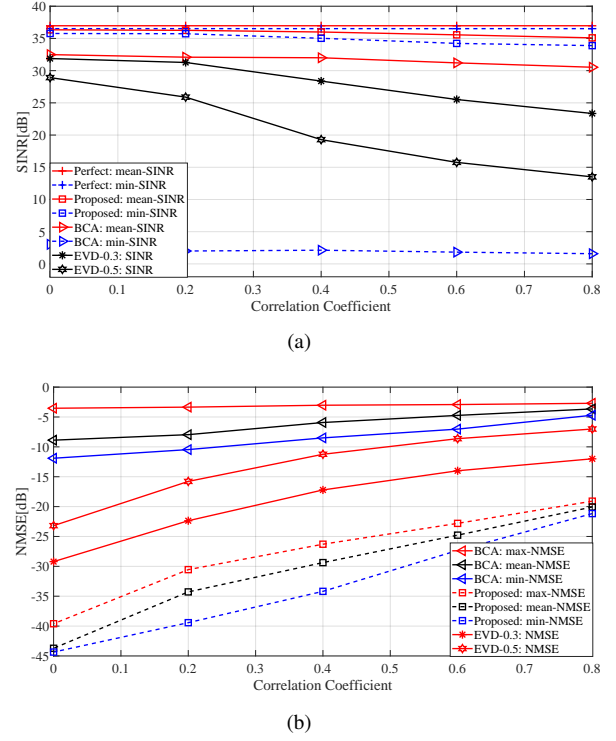 40
35
30
25
20
15
10
5
0
SINR[dB]
Perfect: mean-SINR
Perfect: min-SINR
Proposed: mean-SINR
Proposed: min-SINR
BCA: mean-SINR
BCA: min-SINR
EVD-0.3: SINR
EVD-0.5: SINR
0 0.1 0.2 0.3 0.4 0.5 0.6 0.7 0.8
Correlation Coefficient
(a)
0
-5
-10
-15
-20
-25
-30
-35
-40
-45
NMSE[dB]
BCA: max-NMSE
BCA: mean-NMSE
BCA: min-NMSE
Proposed: max-NMSE
Proposed: mean-NMSE
Proposed: min-NMSE
EVD-0.3: NMSE
EVD-0.5: NMSE
0 0.1 0.2 0.3 0.4 0.5 0.6 0.7 0.8
Correlation Coefficient
(b)